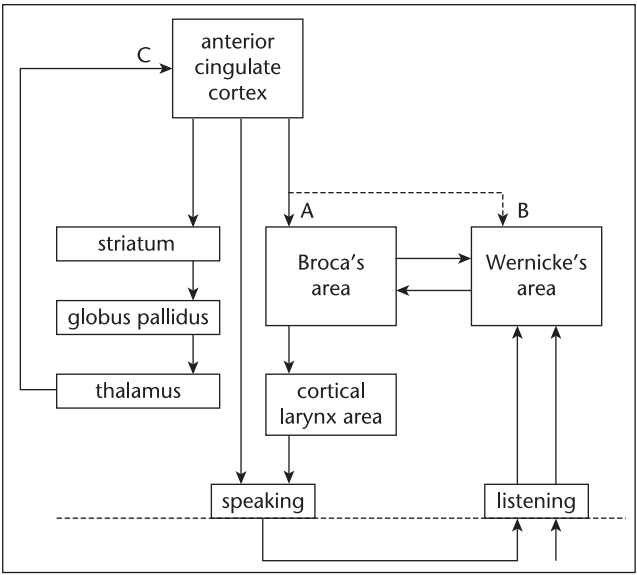 anterior
cingulate
cortex
C
A
B
striatum
Broca's
area
Wernicke's
area
globus pallidus
thalamus
cortical
larynx area
speaking
listening